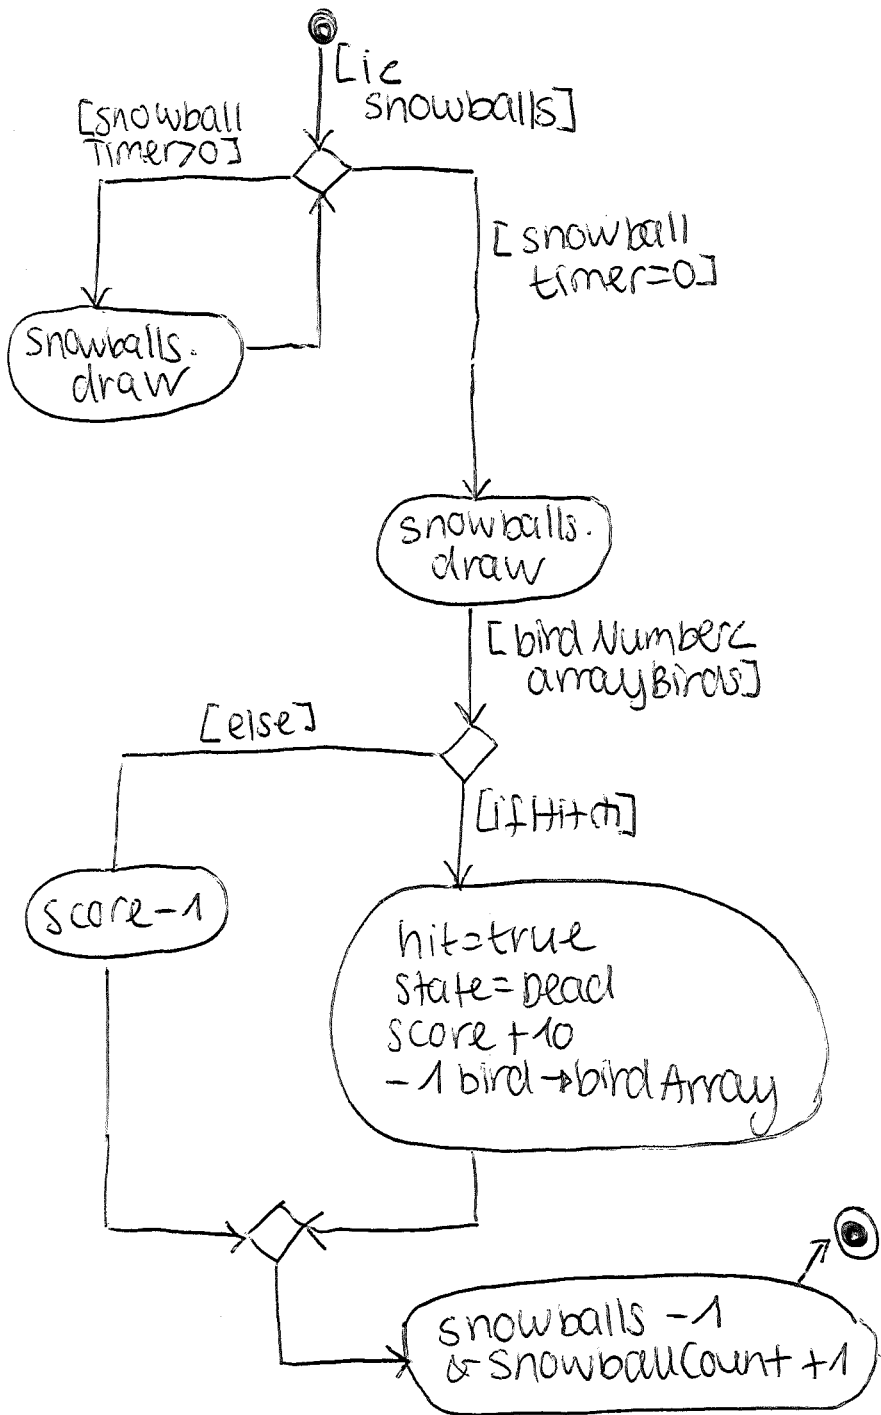 [ie
snowballs]
[snowball
Timer>0]
[snowball
timer=0]
snowballs.
draw
snowballs.
draw
[birdNumber<
arrayBirds]
[else]
score-1
hit=true
state=Dead
score +10
-1 bird→birdArray
snowballs -1
& snowballCount +1